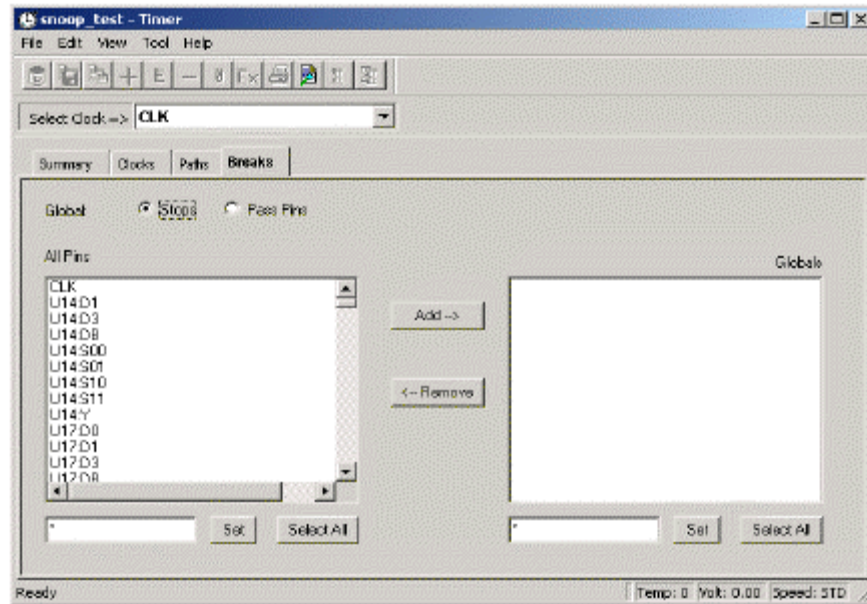 snoop_test - Timer
File Edit View Tool Help
Select Clock --> CLK
Summary Clocks Paths Breaks
Global Stops Pass Pins
All Pins
Globals
CLK
U14:D1
U14:D3
U14:DB
U14:S00
U14:S01
U14:S10
U14:S11
U14:Y
U17:D0
U17:D1
U17:D3
U17:DB
Add -->
<-- Remove
* Set Select All
* Set Select All
Ready Temp: 0 Volt: 0.00 Speed: STD